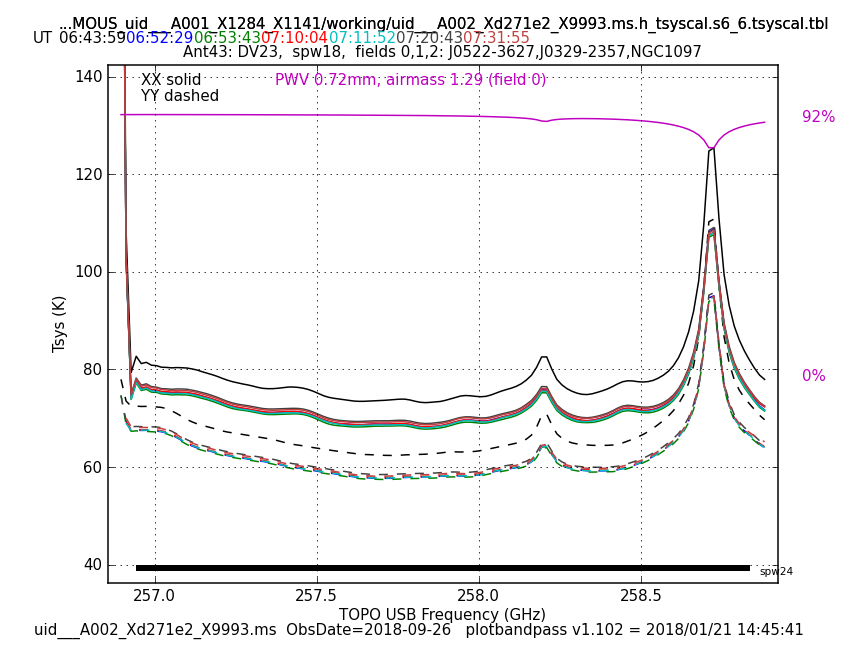 ...MOUS_uid___A001_X1284_X1141/working/uid___A002_Xd271e2_X9993.ms.h_tsyscal.s6_6.tsyscal.tbl
UT 06:43:59 06:52:29 06:53:43 07:10:04 07:11:52 07:20:43 07:31:55
Ant43: DV23, spw18, fields 0,1,2: J0522-3627,J0329-2357,NGC1097
XX solid
YY dashed
PWV 0.72mm, airmass 1.29 (field 0)
92%
0%
140
120
100
80
60
40
Tsys (K)
spw24
257.0 257.5 258.0 258.5
TOPO USB Frequency (GHz)
uid___A002_Xd271e2_X9993.ms ObsDate=2018-09-26 plotbandpass v1.102 = 2018/01/21 14:45:41